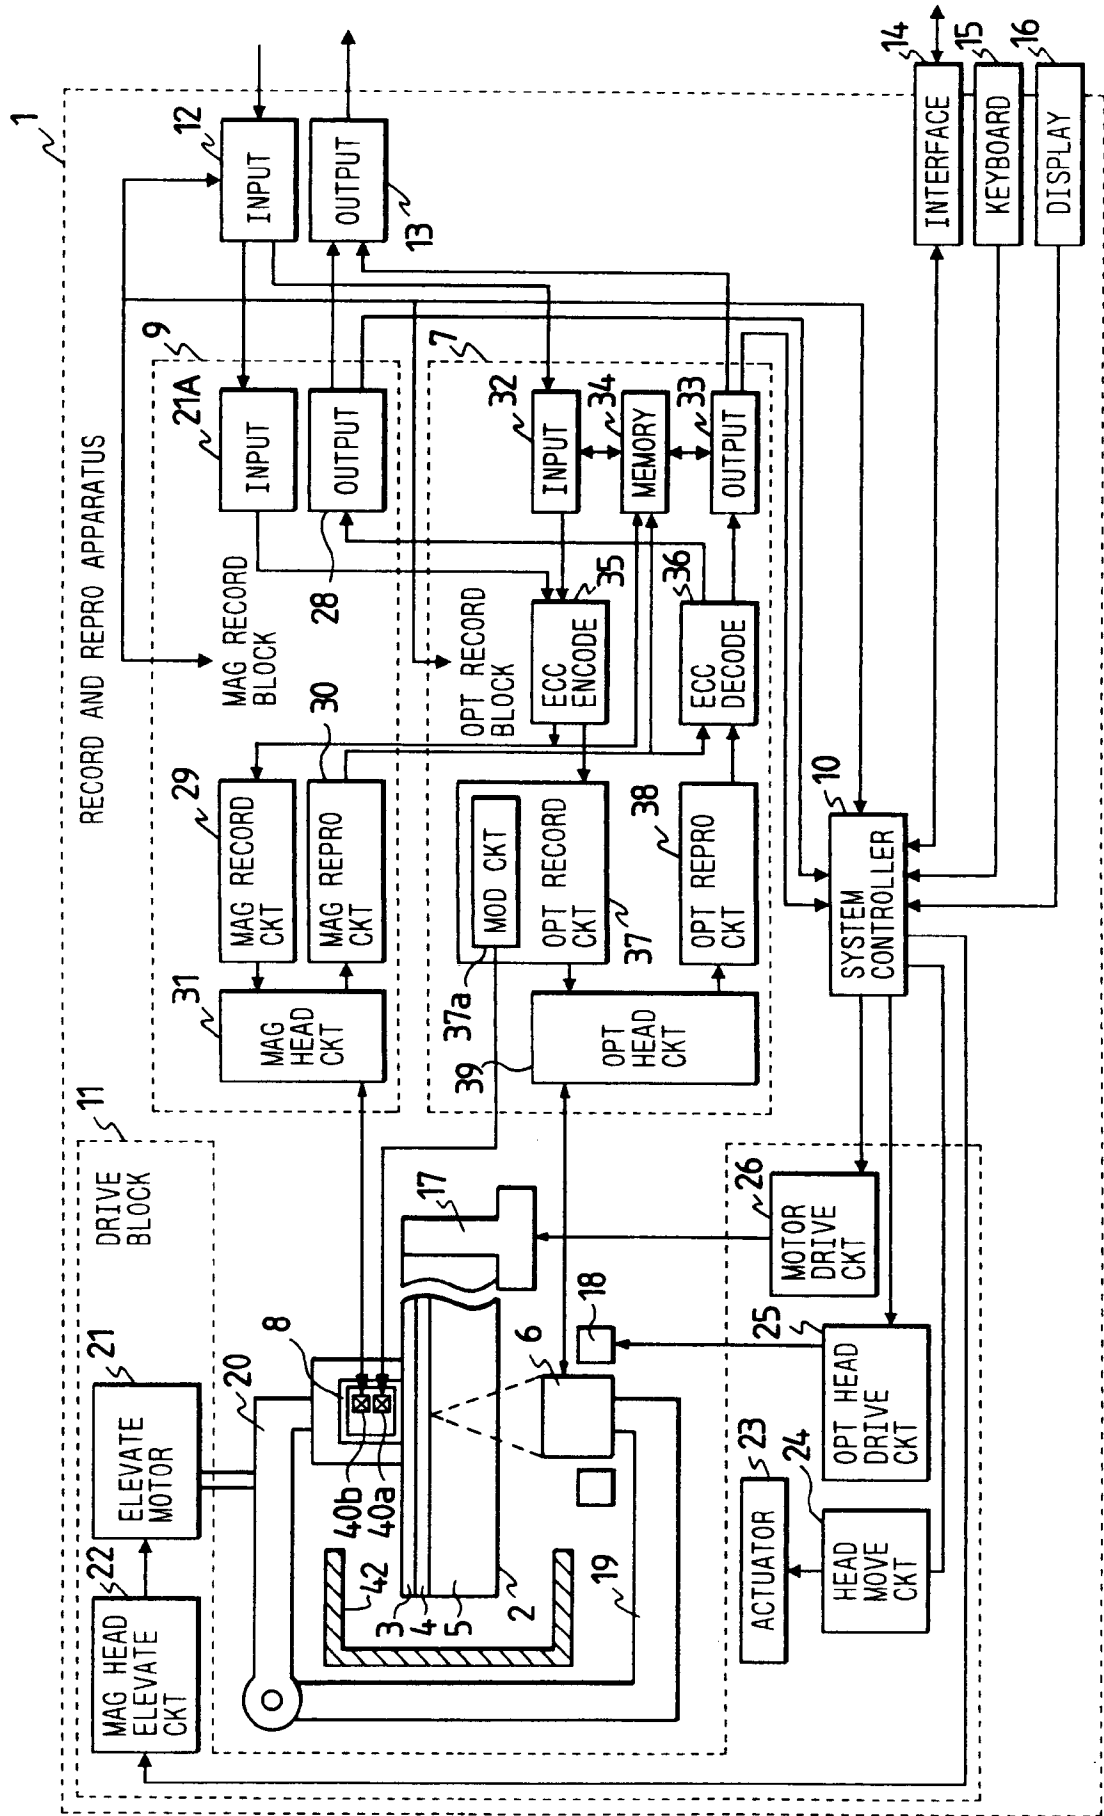 RECORD AND REPRO APPARATUS
1
11
DRIVE
BLOCK
22
MAG HEAD
ELEVATE
CKT
21
ELEVATE
MOTOR
20
8
40b
40a
42
3
4
5
2
19
17
6
18
9
MAG RECORD
BLOCK
31
MAG HEAD
CKT
29
MAG RECORD
CKT
30
MAG REPRO
CKT
21A
INPUT
OUTPUT
28
12
INPUT
OUTPUT
13
7
OPT RECORD
BLOCK
39
OPT
HEAD
CKT
37a
MOD CKT
OPT RECORD
CKT
37
38
OPT REPRO
CKT
35
ECC
ENCODE
36
ECC
DECODE
32
INPUT
34
MEMORY
33
OUTPUT
23
ACTUATOR
24
HEAD
MOVE
CKT
25
OPT HEAD
DRIVE
CKT
26
MOTOR
DRIVE
CKT
10
SYSTEM
CONTROLLER
14
INTERFACE
15
KEYBOARD
16
DISPLAY